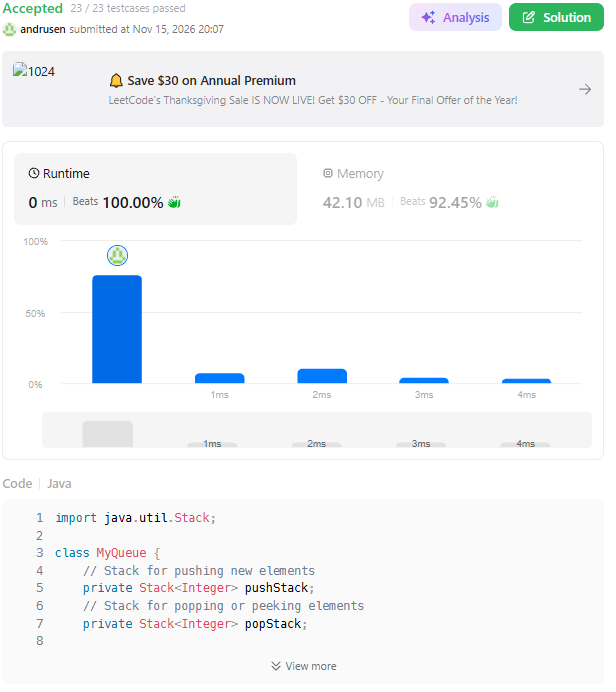 Accepted 23 / 23 testcases passed
andrusen submitted at Nov 15, 2026 20:07
Analysis
Solution
1024
Save $30 on Annual Premium
LeetCode's Thanksgiving Sale IS NOW LIVE! Get $30 OFF - Your Final Offer of the Year!
Runtime
0 ms | Beats 100.00%
Memory
42.10 MB | Beats 92.45%
100%
50%
0%
1ms 2ms 3ms 4ms
1ms 2ms 3ms 4ms
Code | Java
1 import java.util.Stack;
2
3 class MyQueue {
4 // Stack for pushing new elements
5 private Stack<Integer> pushStack;
6 // Stack for popping or peeking elements
7 private Stack<Integer> popStack;
8
View more